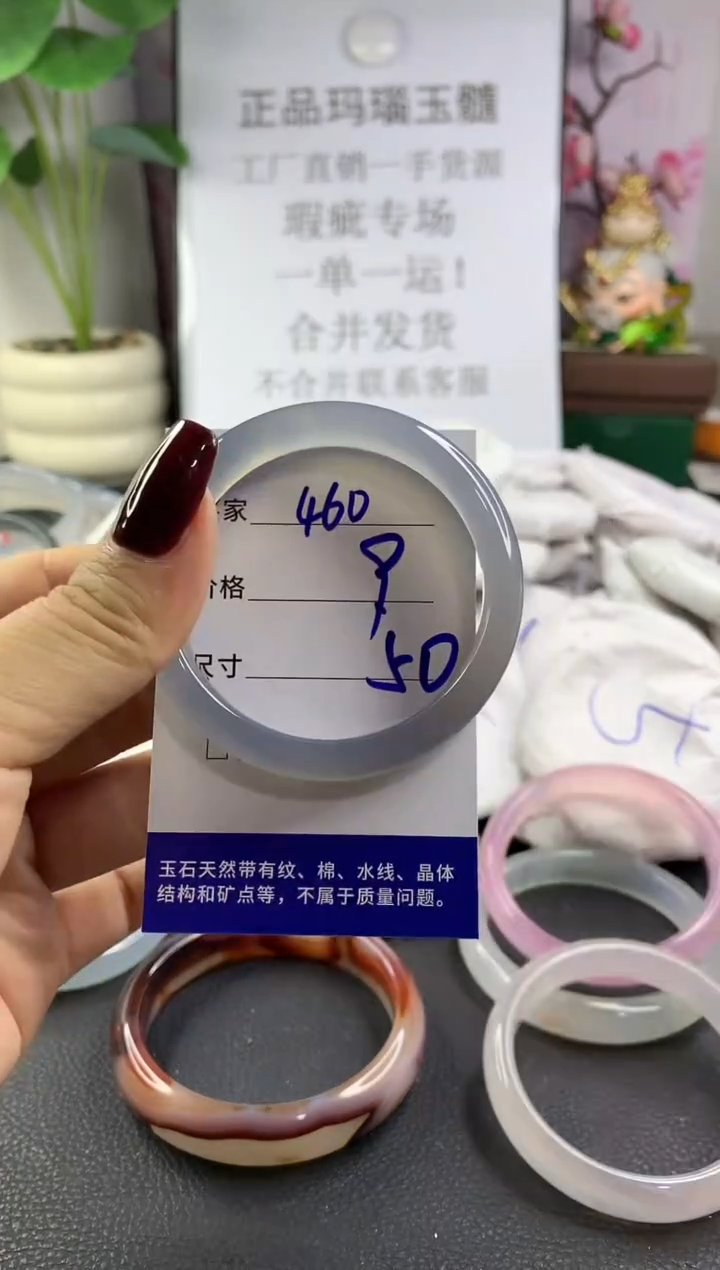 正品玛瑙玉髓
工厂直销一手货源
瑕疵专场
一单一运！
合并发货
不合并联系客服
家 460
价格
尺寸 50
玉石天然带有纹、棉、水线、晶体
结构和矿点等，不属于质量问题。